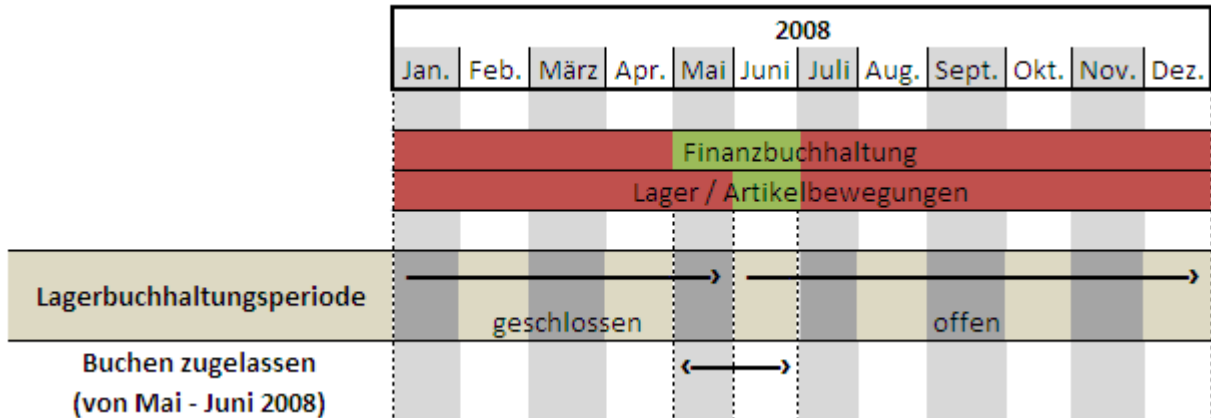 2008
Jan. Feb. März Apr. Mai Juni Juli Aug. Sept. Okt. Nov. Dez.
Finanzbuchhaltung
Lager / Artikelbewegungen
Lagerbuchhaltungsperiode
geschlossen offen
Buchen zugelassen
(von Mai - Juni 2008)